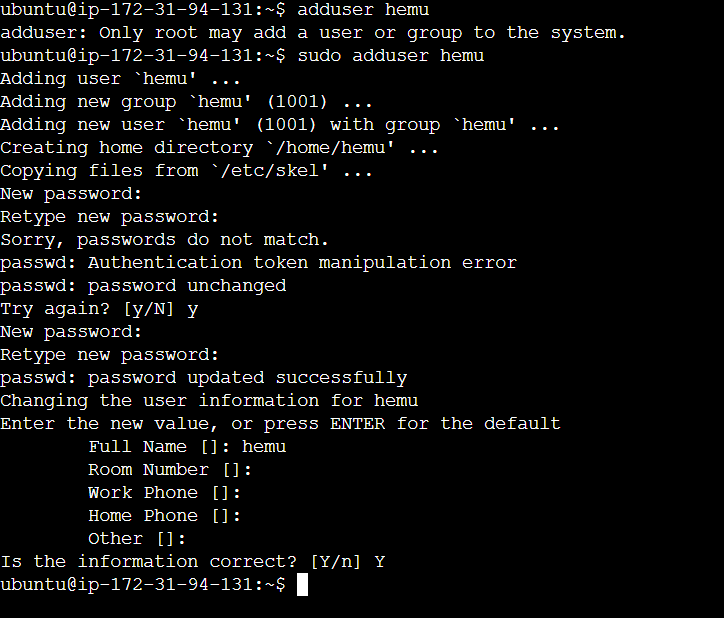 ubuntu@ip-172-31-94-131:~$ adduser hemu
adduser: Only root may add a user or group to the system.
ubuntu@ip-172-31-94-131:~$ sudo adduser hemu
Adding user `hemu' ...
Adding new group `hemu' (1001) ...
Adding new user `hemu' (1001) with group `hemu' ...
Creating home directory `/home/hemu' ...
Copying files from `/etc/skel' ...
New password:
Retype new password:
Sorry, passwords do not match.
passwd: Authentication token manipulation error
passwd: password unchanged
Try again? [y/N] y
New password:
Retype new password:
passwd: password updated successfully
Changing the user information for hemu
Enter the new value, or press ENTER for the default
        Full Name []: hemu
        Room Number []:
        Work Phone []:
        Home Phone []:
        Other []:
Is the information correct? [Y/n] Y
ubuntu@ip-172-31-94-131:~$